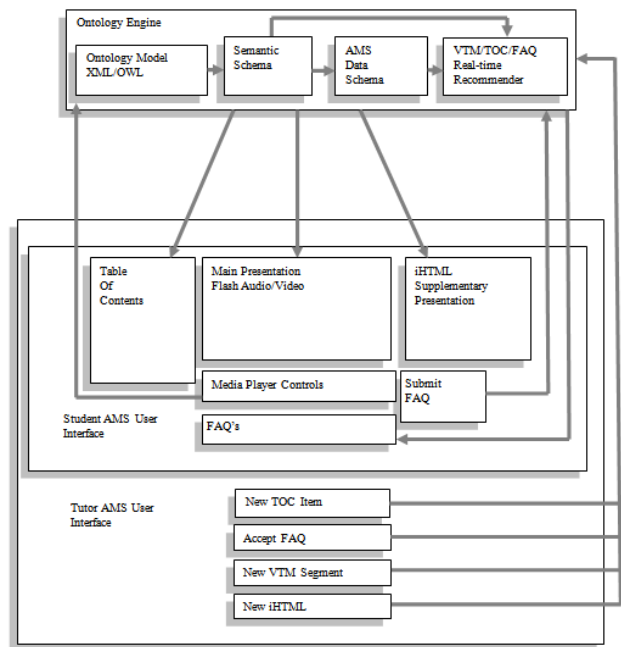 Ontology Engine
Ontology Model
XML/OWL
Semantic
Schema
AMS
Data
Schema
VTM/TOC/FAQ
Real-time
Recommender
Table
Of
Contents
Main Presentation
Flash Audio/Video
iHTML
Supplementary
Presentation
Media Player Controls
Submit
FAQ
Student AMS User
Interface
FAQ's
Tutor AMS User
Interface
New TOC Item
Accept FAQ
New VTM Segment
New iHTML